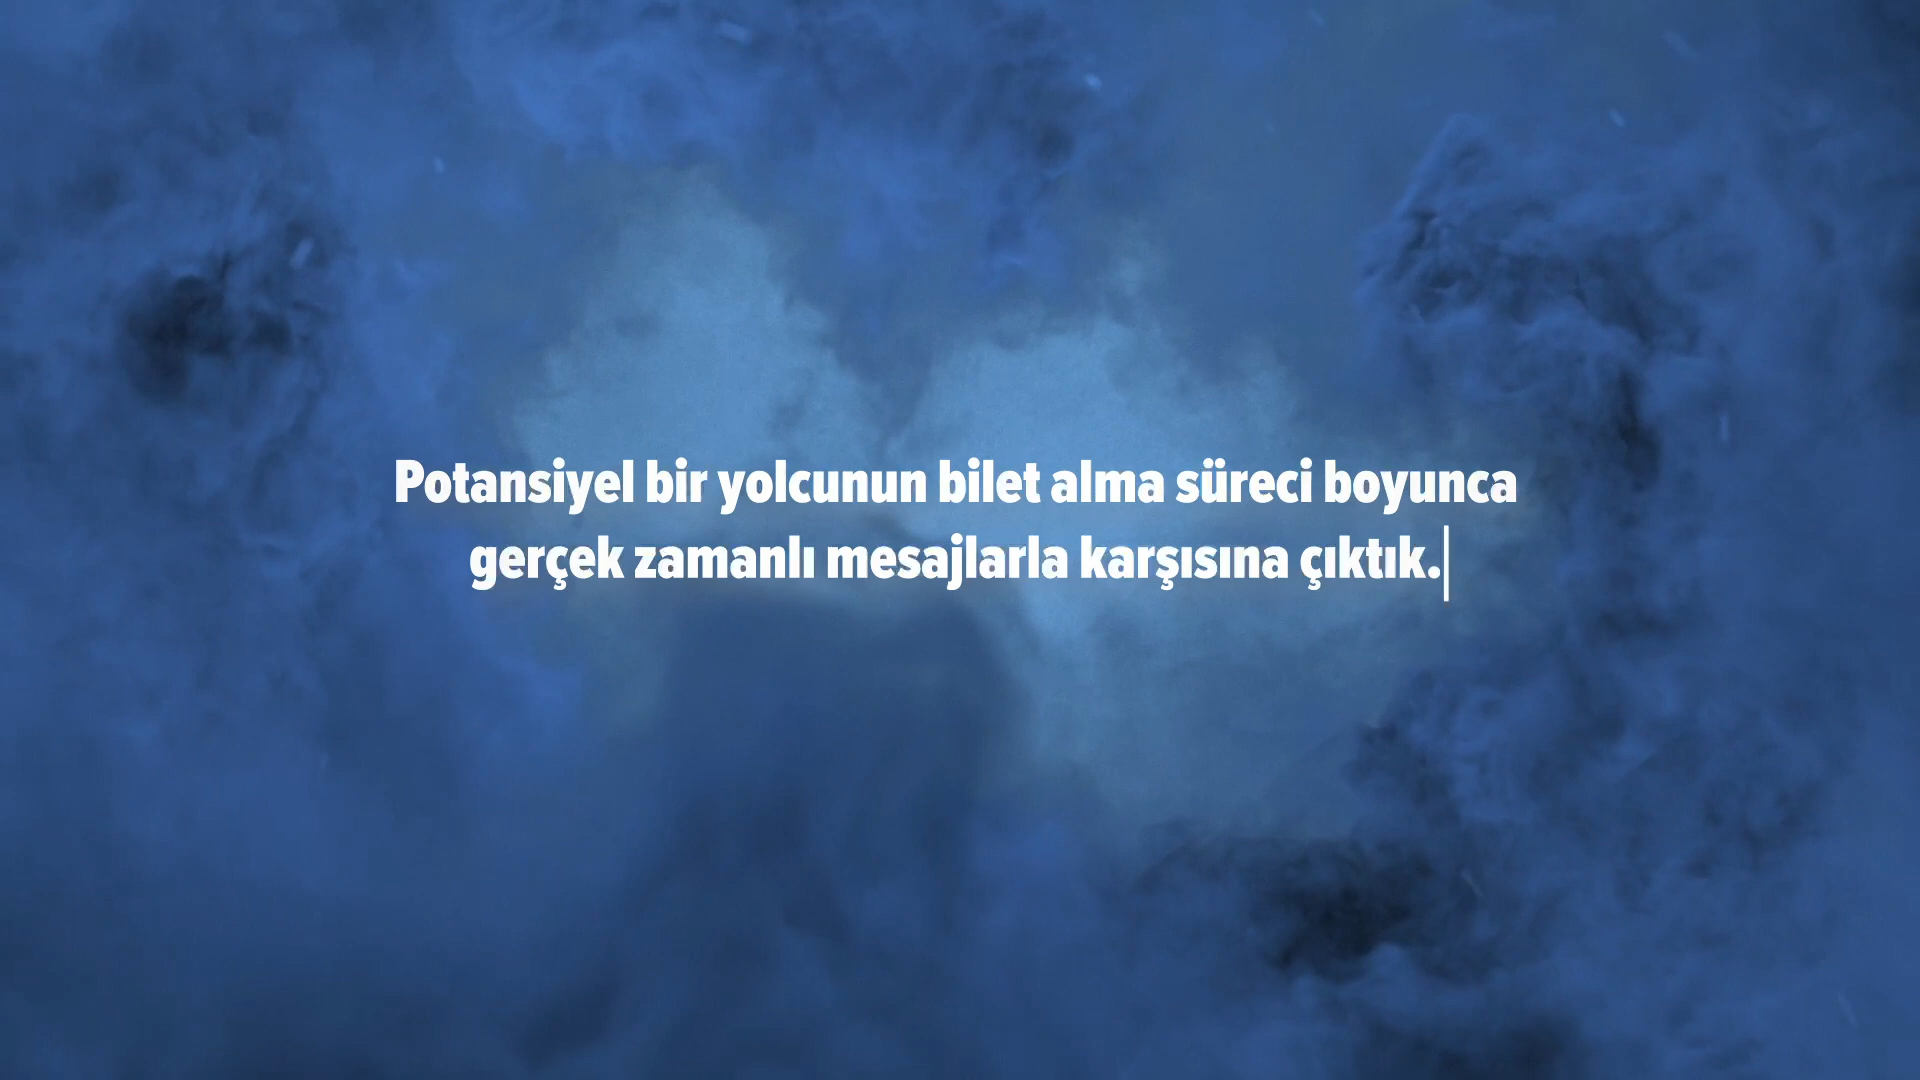 Potansiyel bir yolcunun bilet alma süreci boyunca
gerçek zamanlı mesajlarla karşısına çıktık.